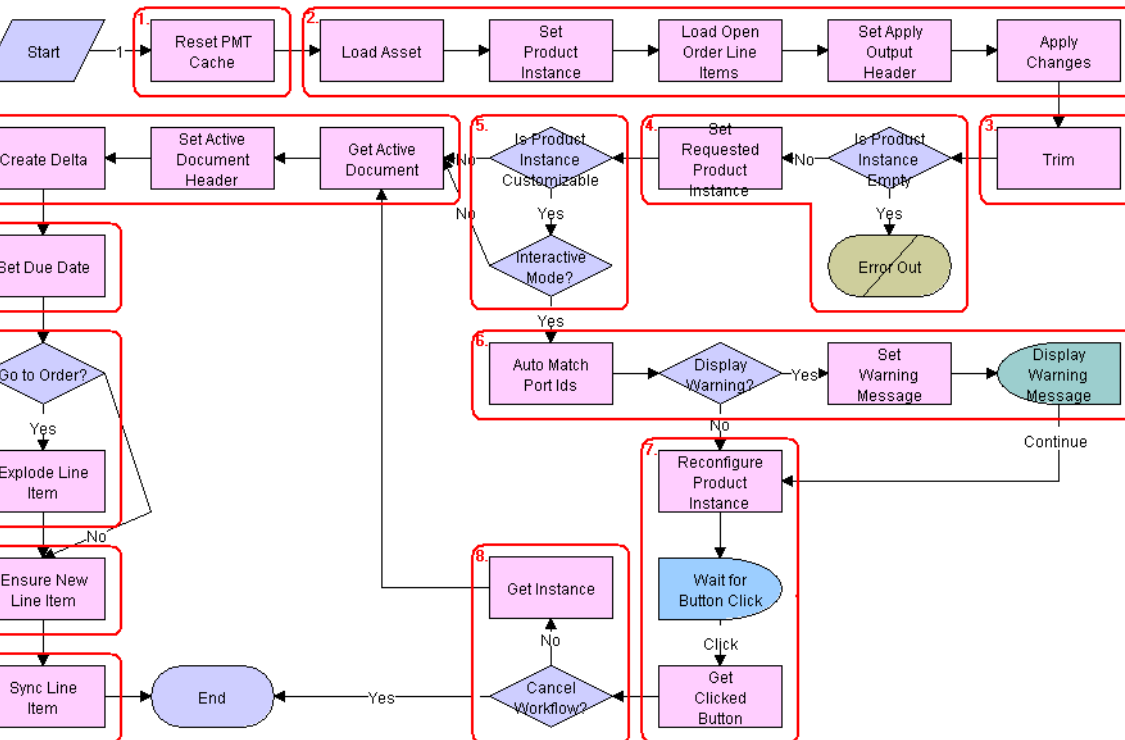 1.
2.
Start
1
Reset PMT
Cache
Load Asset
Set
Product
Instance
Load Open
Order Line
Items
Set Apply
Output
Header
Apply
Changes
5.
4.
3.
Create Delta
Set Active
Document
Header
Get Active
Document
No
Is Product
Instance
Customizable
Set
Requested
Product
Instance
No
Is Product
Instance
Empty
Trim
No
Yes
Yes
Set Due Date
Interactive
Mode?
Error Out
Yes
6.
Go to Order?
Auto Match
Port Ids
Display
Warning?
Yes
Set
Warning
Message
Display
Warning
Message
Yes
No
Continue
7.
Explode Line
Item
Reconfigure
Product
Instance
No
8.
Ensure New
Line Item
Get Instance
Wait for
Button Click
No
Click
Sync Line
Item
End
Yes
Cancel
Workflow?
Get
Clicked
Button